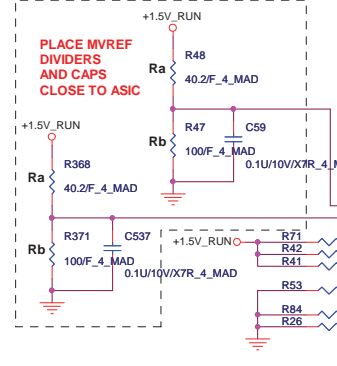 +1.5V_RUN
PLACE MVREF
DIVIDERS
AND CAPS
CLOSE TO ASIC
R48
Ra
40.2/F_4_MAD
R47
C59
Rb
100/F_4_MAD
0.1U/10V/X7R_4_M
+1.5V_RUN
R368
Ra
40.2/F_4_MAD
R371
C537
Rb
100/F_4_MAD
0.1U/10V/X7R_4_MAD
+1.5V_RUN
R71
R42
R41
R53
R84
R26